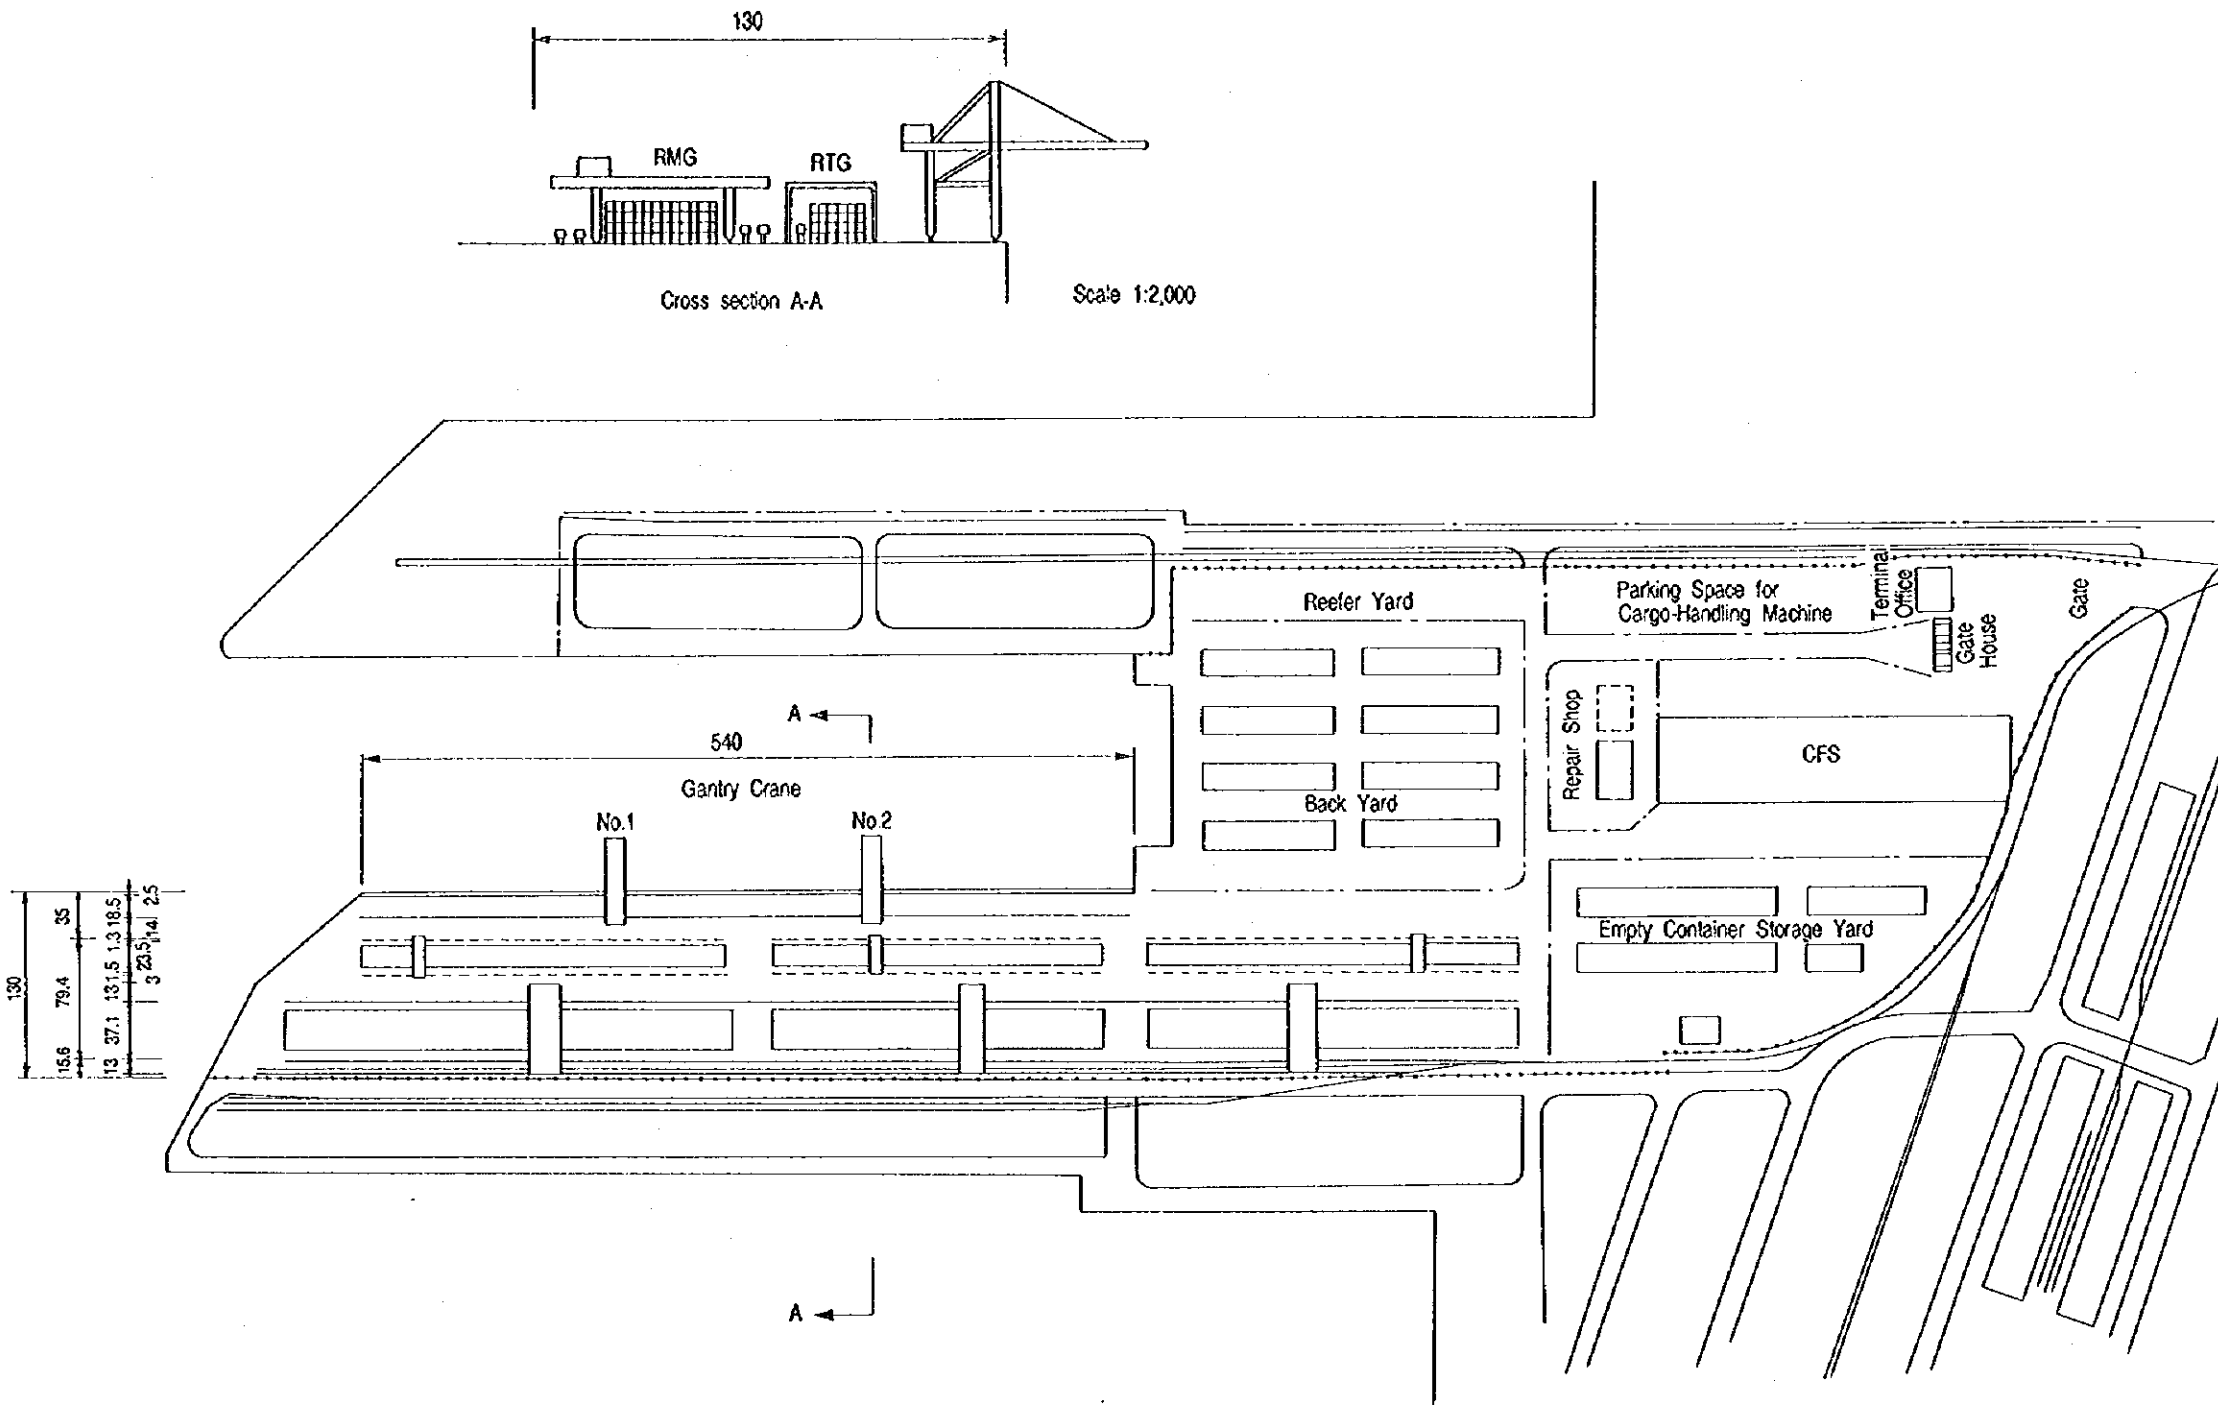 130
RMG
RTG
Cross section A-A
Scale 1:2,000
Reefer Yard
Parking Space for
Cargo-Handling Machine
Terminal
Office
Gate
House
Gate
A
540
Gantry Crane
No.1
No.2
Repair Shop
CFS
Back Yard
Empty Container Storage Yard
130
35
79.4
15.6
18.5
1.3
11.5
13
37.1
13
2.5
14
23.5
3
A